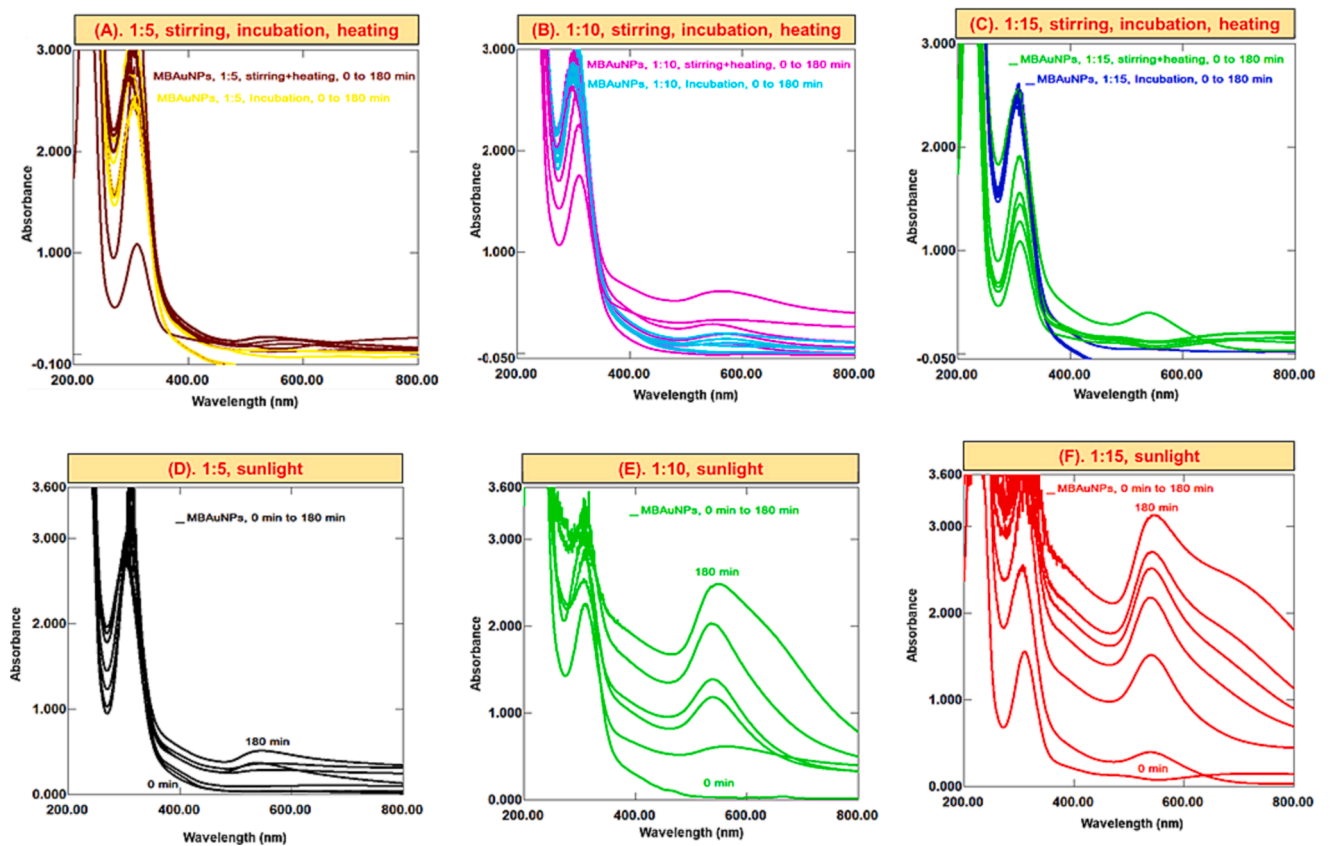 (A). 1:5, stirring, incubation, heating
3.000
MBAuNPs, 1:5, stirring+heating, 0 to 180 min
MBAuNPs, 1:5, Incubation, 0 to 180 min
2.000
Absorbance
1.000
-0.100
200.00 400.00 600.00 800.00
Wavelength (nm)
(B). 1:10, stirring, incubation, heating
3.000
MBAuNPs, 1:10, stirring+heating, 0 to 180 min
MBAuNPs, 1:10, Incubation, 0 to 180 min
2.000
Absorbance
1.000
-0.050
200.00 400.00 600.00 800.00
Wavelength (nm)
(C). 1:15, stirring, incubation, heating
3.000
_MBAuNPs, 1:15, stirring+heating, 0 to 180 min
_MBAuNPs, 1:15, Incubation, 0 to 180 min
2.000
Absorbance
1.000
-0.050
200.00 400.00 600.00 800.00
Wavelength (nm)
(D). 1:5, sunlight
3.600
_MBAuNPs, 0 min to 180 min
3.000
2.000
Absorbance
1.000
180 min
0 min
0.000
200.00 400.00 600.00 800.00
Wavelength (nm)
(E). 1:10, sunlight
3.600
_MBAuNPs, 0 min to 180 min
3.000
180 min
2.000
Absorbance
1.000
0 min
0.000
200.00 400.00 600.00 800.00
Wavelength (nm)
(F). 1:15, sunlight
3.600
_MBAuNPs, 0 min to 180 min
180 min
3.000
2.000
Absorbance
1.000
0 min
0.000
200.00 400.00 600.00 800.00
Wavelength (nm)